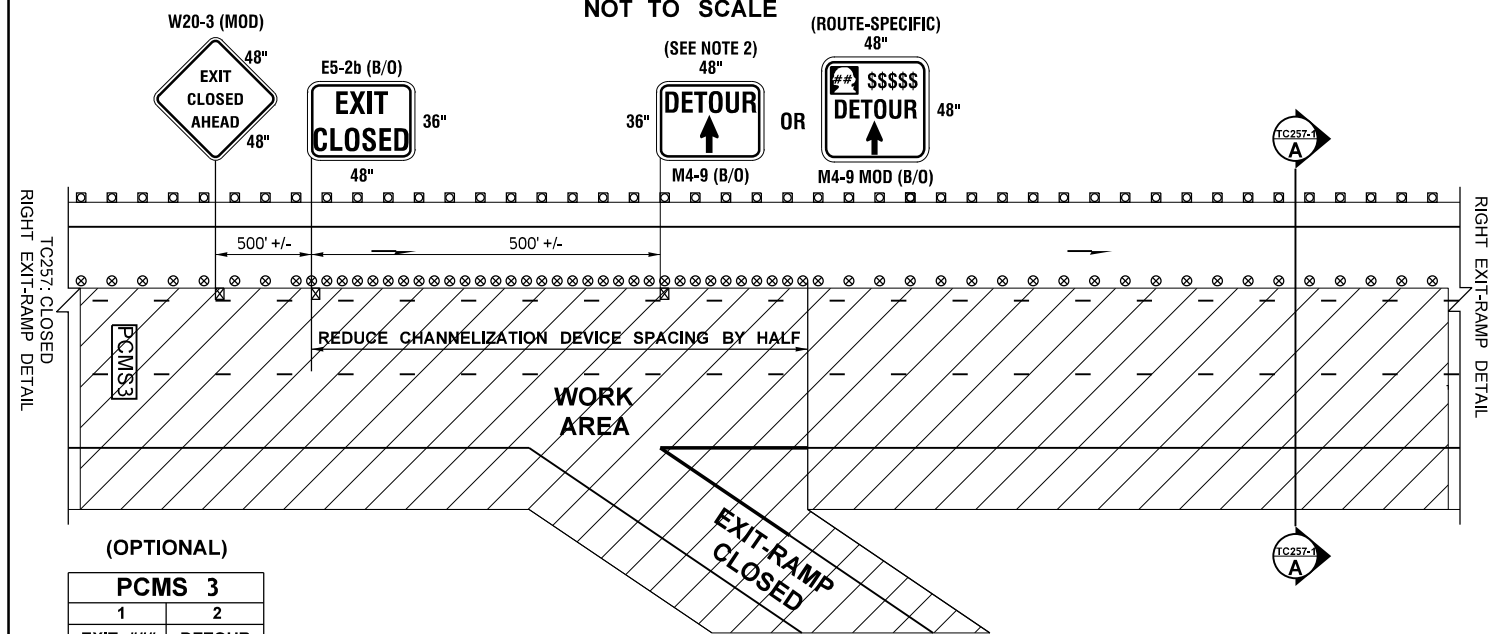 NOT TO SCALE
W20-3 (MOD)
48"
EXIT
CLOSED
AHEAD
48"
E5-2b (B/O)
EXIT
CLOSED
36"
48"
(SEE NOTE 2)
48"
36"
DETOUR
M4-9 (B/O)
OR
(ROUTE-SPECIFIC)
48"
## $$$$$
DETOUR
48"
M4-9 MOD (B/O)
TC257-1
A
TC257: CLOSED
RIGHT EXIT-RAMP DETAIL
RIGHT EXIT-RAMP DETAIL
500' +/-
500' +/-
REDUCE CHANNELIZATION DEVICE SPACING BY HALF
PCMS3
WORK
AREA
EXIT-RAMP
CLOSED
TC257-1
A
(OPTIONAL)
PCMS 3
1 2
EXIT ### DETOUR